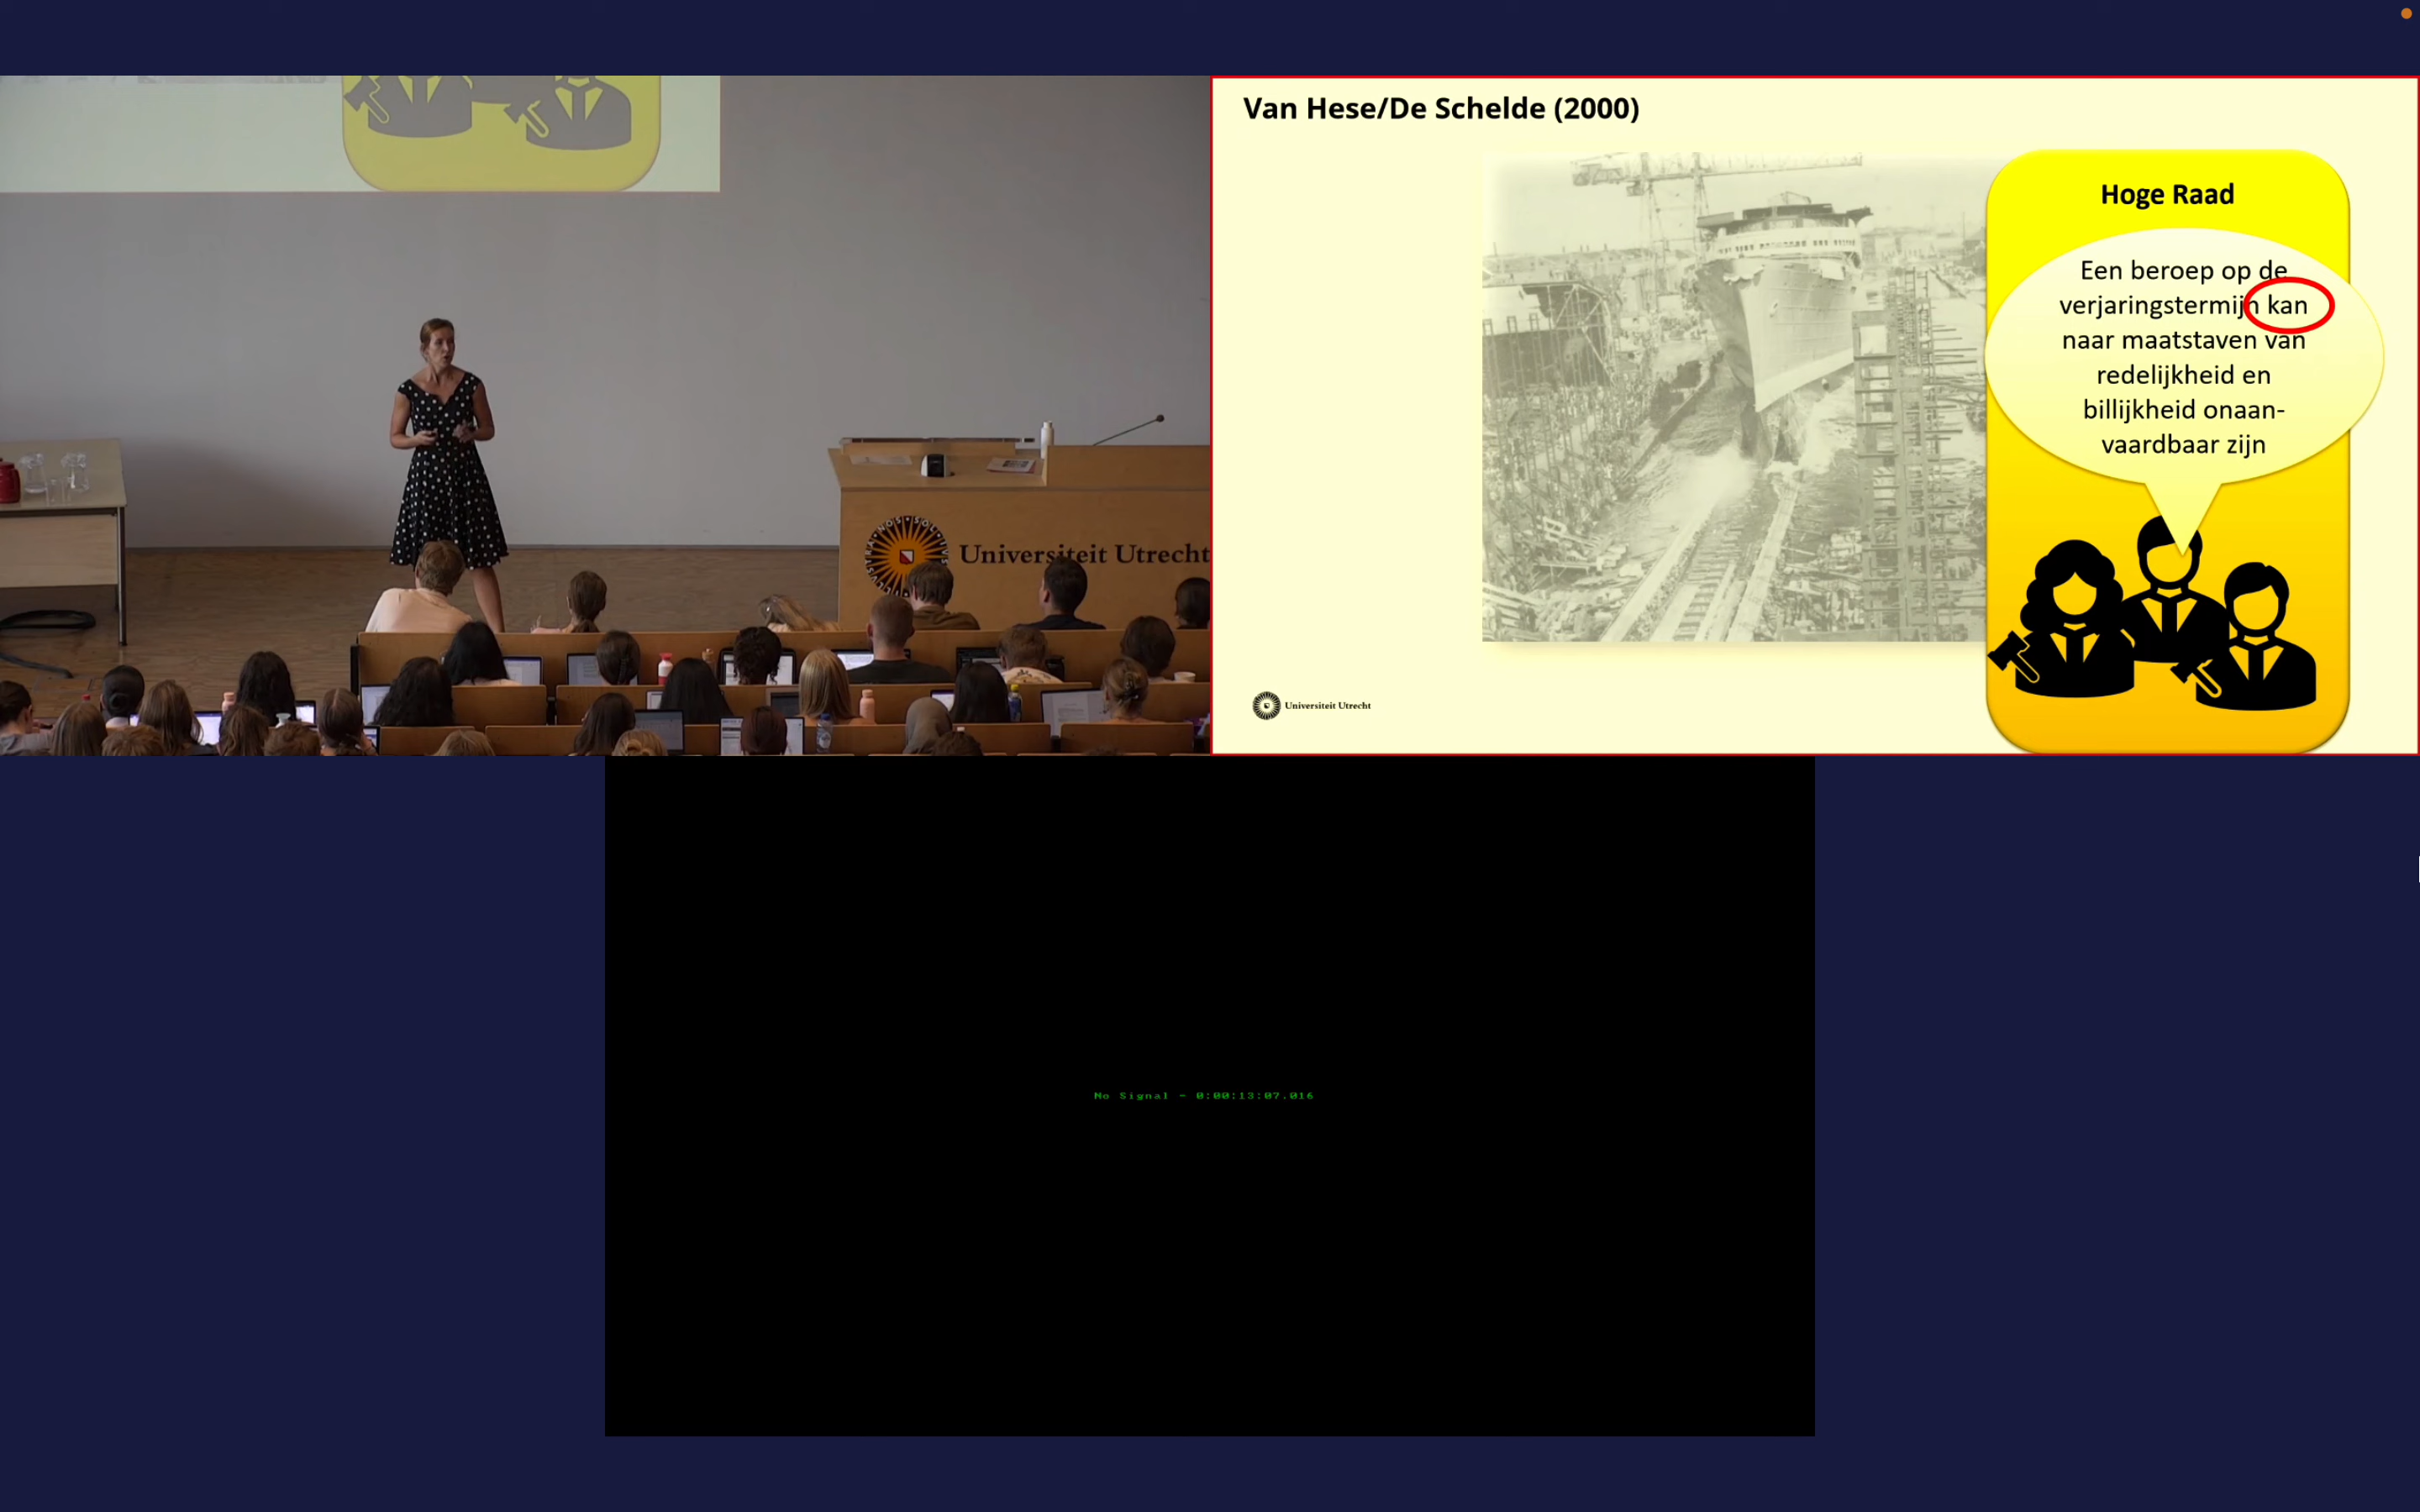 Van Hese/De Schelde (2000)
Hoge Raad
Een beroep op de
verjaringstermijn kan
naar maatstaven van
redelijkheid en
billijkheid onaan-
vaardbaar zijn
Universiteit Utrecht
Universiteit Utrecht
No Signal - 0:00:13:07.016